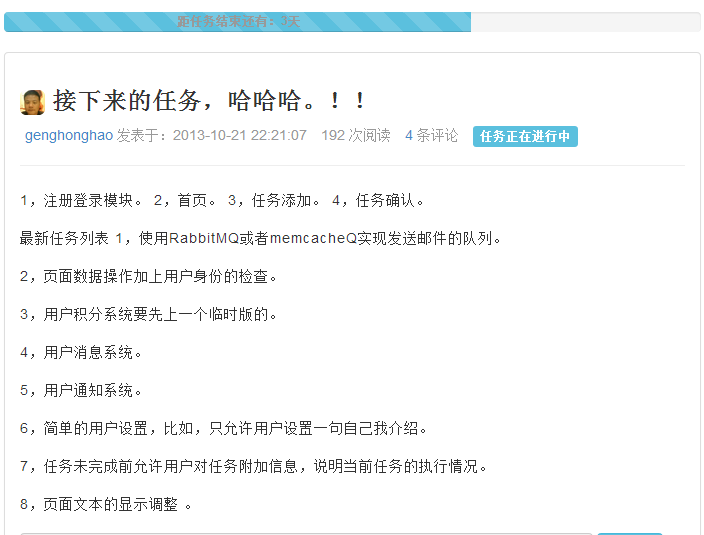 距任务结果还有：3天
接下来的任务，哈哈哈。！！
genghonghao 发表于：2013-10-21 22:21:07 192 次阅读 4 条评论 任务正在进行中
1，注册登录模块。 2，首页。 3，任务添加。 4，任务确认。
最新任务列表 1，使用RabbitMQ或者memcacheQ实现发送邮件的队列。
2，页面数据操作加上用户身份的检查。
3，用户积分系统要先上一个临时版的。
4，用户消息系统。
5，用户通知系统。
6，简单的用户设置，比如，只允许用户设置一句自己我介绍。
7，任务未完成前允许用户对任务附加信息，说明当前任务的执行情况。
8，页面文本的显示调整 。